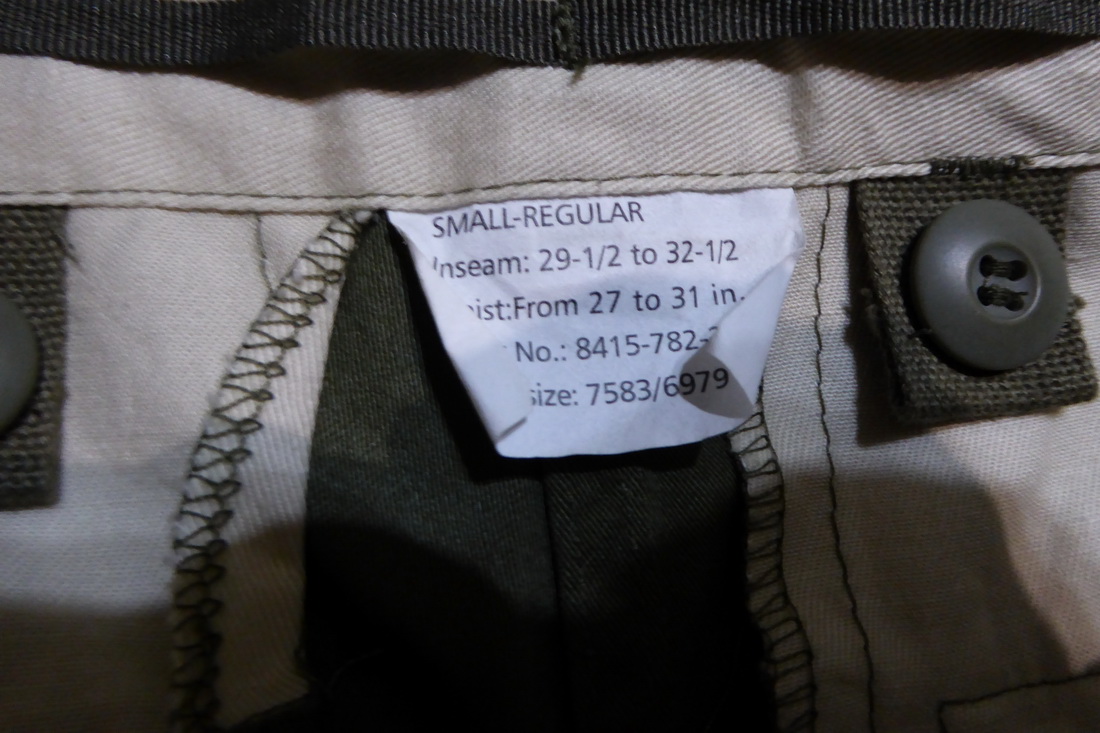 SMALL-REGULAR
Inseam: 29-1/2 to 32-1/2
ist:From 27 to 31 in.
No.: 8415-782-
size: 7583/6979